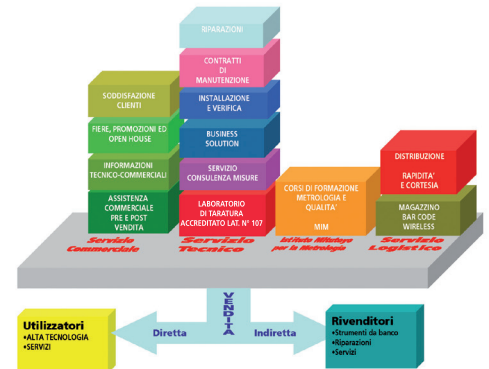 RIPARAZIONI
CONTRATTI
DI
MANUTENZIONE
SODDISFAZIONE
CLIENTI
INSTALLAZIONE
E VERIFICA
FIERE, PROMOZIONI ED
OPEN HOUSE
BUSINESS
SOLUTION
INFORMAZIONI
TECNICO-COMMERCIALI
SERVIZIO
CONSULENZA MISURE
ASSISTENZA
COMMERCIALE
PRE E POST
VENDITA
LABORATORIO
DI TARATURA
ACCREDITATO LAT. N° 107
CORSI DI FORMAZIONE
METROLOGIA E
QUALITA'
MIM
DISTRIBUZIONE
RAPIDITA'
E CORTESIA
MAGAZZINO
BAR CODE
WIRELESS
Servizio
Commerciale
Servizio
Tecnico
Istituto Mitutoyo
per la Metrologia
Servizio
Logistico
VENDITA
Utilizzatori
•ALTA TECNOLOGIA
•SERVIZI
Diretta
Indiretta
Rivenditori
•Strumenti da banco
•Riparazioni
•Servizi